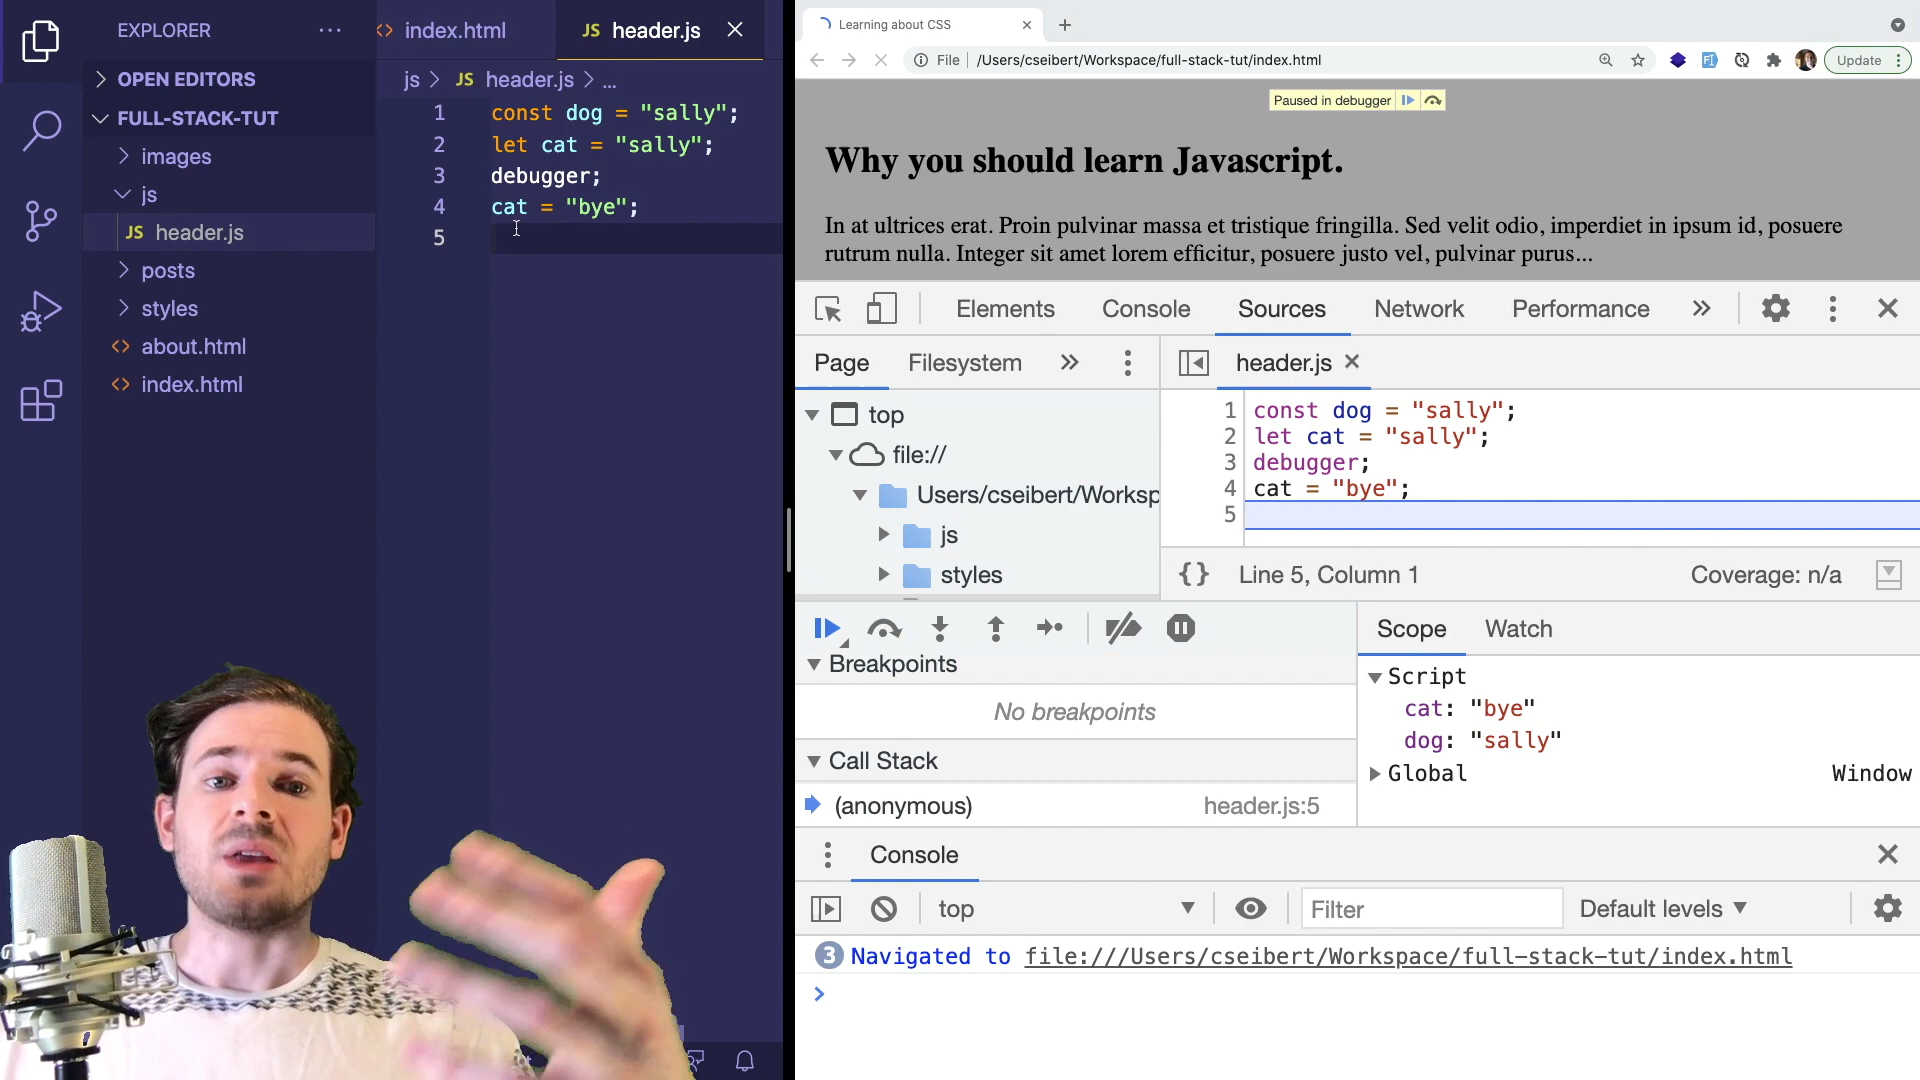 EXPLORER
OPEN EDITORS
FULL-STACK-TUT
images
js
JS header.js
posts
styles
about.html
index.html
index.html
JS header.js
js > JS header.js > ...
1 const dog = "sally";
2 let cat = "sally";
3 debugger;
4 cat = "bye";
5
Learning about CSS
File /Users/cseibert/Workspace/full-stack-tut/index.html
Update
Paused in debugger
Why you should learn Javascript.
In at ultrices erat. Proin pulvinar massa et tristique fringilla. Sed velit odio, imperdiet in ipsum id, posuere
rutrum nulla. Integer sit amet lorem efficitur, posuere justo vel, pulvinar purus...
Elements Console Sources Network Performance
Page Filesystem
header.js
top
file://
Users/cseibert/Worksp
js
styles
1 const dog = "sally";
2 let cat = "sally";
3 debugger;
4 cat = "bye";
5
{} Line 5, Column 1 Coverage: n/a
Breakpoints
No breakpoints
Call Stack
(anonymous) header.js:5
Scope Watch
Script
cat: "bye"
dog: "sally"
Global Window
Console
top Filter Default levels
3 Navigated to file:///Users/cseibert/Workspace/full-stack-tut/index.html